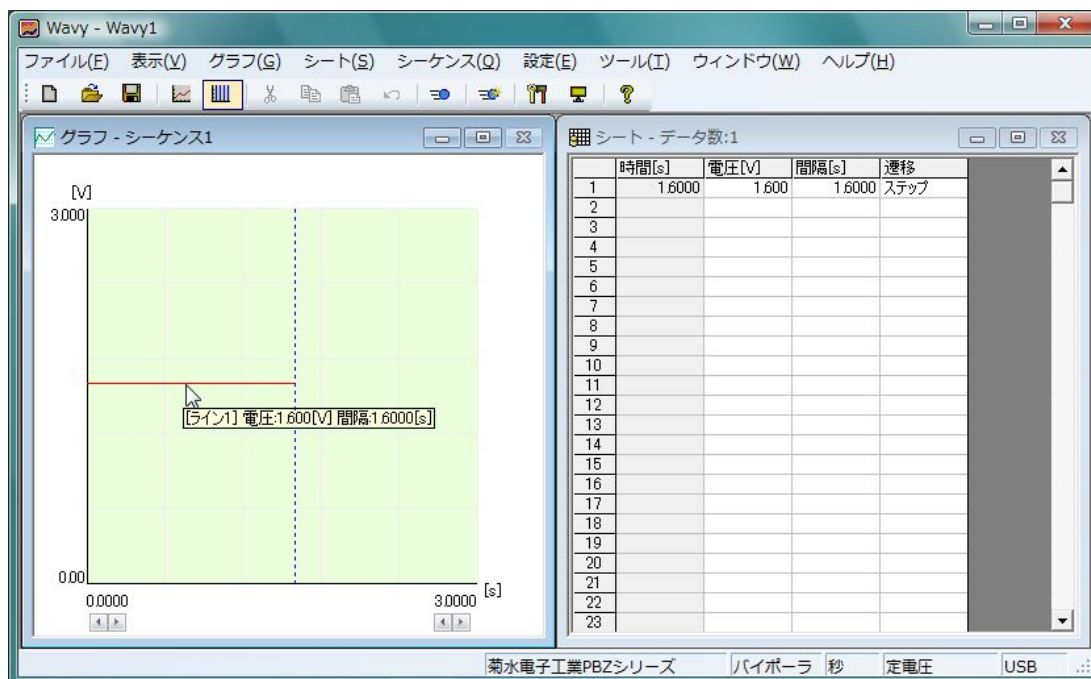 Wavy - Wavy1
ファイル(F) 表示(V) グラフ(G) シート(S) シーケンス(Q) 設定(E) ツール(T) ウィンドウ(W) ヘルプ(H)
グラフ - シーケンス1
[V]
3.000
[ライン1] 電圧:1.600[V] 間隔:1.6000[s]
0.00
0.0000
3.0000
[s]
シート - データ数:1
時間[s] 電圧[V] 間隔[s] 遷移
1 1.6000 1.600 1.6000 ステップ
2
3
4
5
6
7
8
9
10
11
12
13
14
15
16
17
18
19
20
21
22
23
菊水電子工業PBZシリーズ バイポーラ 秒 定電圧 USB